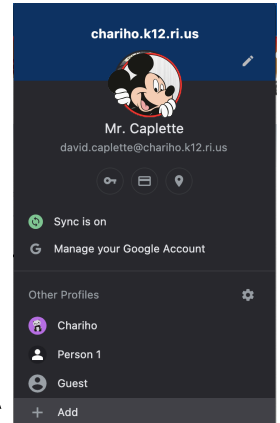 chariho.k12.ri.us
Mr. Caplette
david.caplette@chariho.k12.ri.us
Sync is on
G Manage your Google Account
Other Profiles
Chariho
Person 1
Guest
+ Add